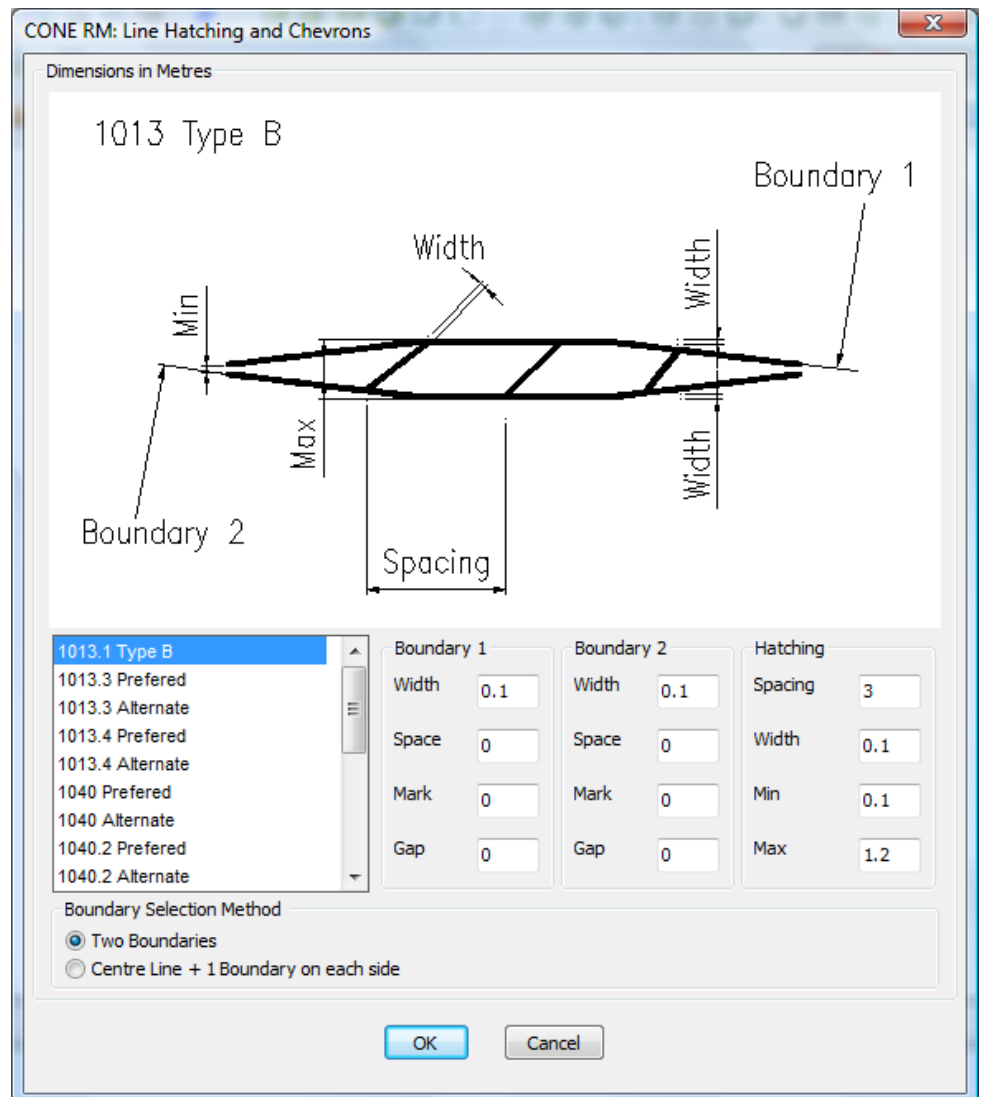 CONE RM: Line Hatching and Chevrons
Dimensions in Metres
1013 Type B
Boundary 1
Width
Width
Min
Max
Width
Boundary 2
Spacing
1013.1 Type B
1013.3 Prefered
1013.3 Alternate
1013.4 Prefered
1013.4 Alternate
1040 Prefered
1040 Alternate
1040.2 Prefered
1040.2 Alternate
Boundary 1
Width 0.1
Space 0
Mark 0
Gap 0
Boundary 2
Width 0.1
Space 0
Mark 0
Gap 0
Hatching
Spacing 3
Width 0.1
Min 0.1
Max 1.2
Boundary Selection Method
Two Boundaries
Centre Line + 1 Boundary on each side
OK Cancel